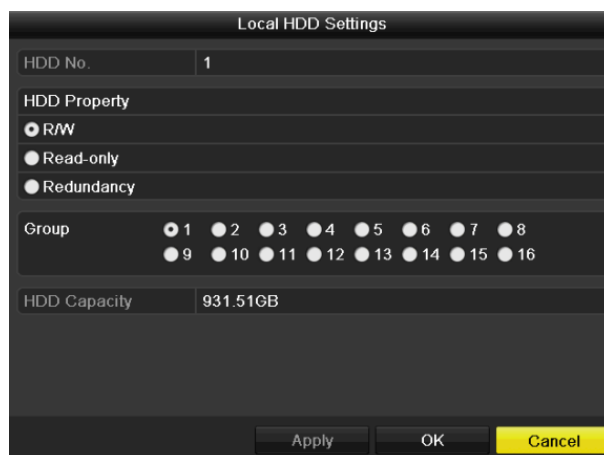 Local HDD Settings
HDD No. 1
HDD Property
R/W
Read-only
Redundancy
Group 1 2 3 4 5 6 7 8
9 10 11 12 13 14 15 16
HDD Capacity 931.51GB
Apply OK Cancel